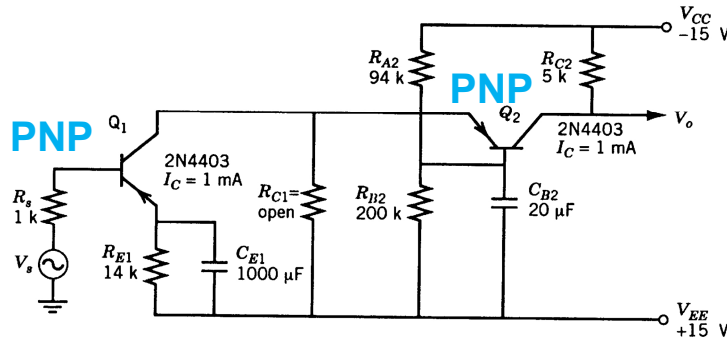 V_CC
-15 V
R_A2
94 k
R_C2
5 k
PNP
PNP
Q_1
Q_2
V_o
2N4403
I_C = 1 mA
2N4403
I_C = 1 mA
R_s
1 k
R_C1=
open
R_B2
200 k
C_B2
20 μF
V_s
R_E1
14 k
C_E1
1000 μF
V_EE
+15 V